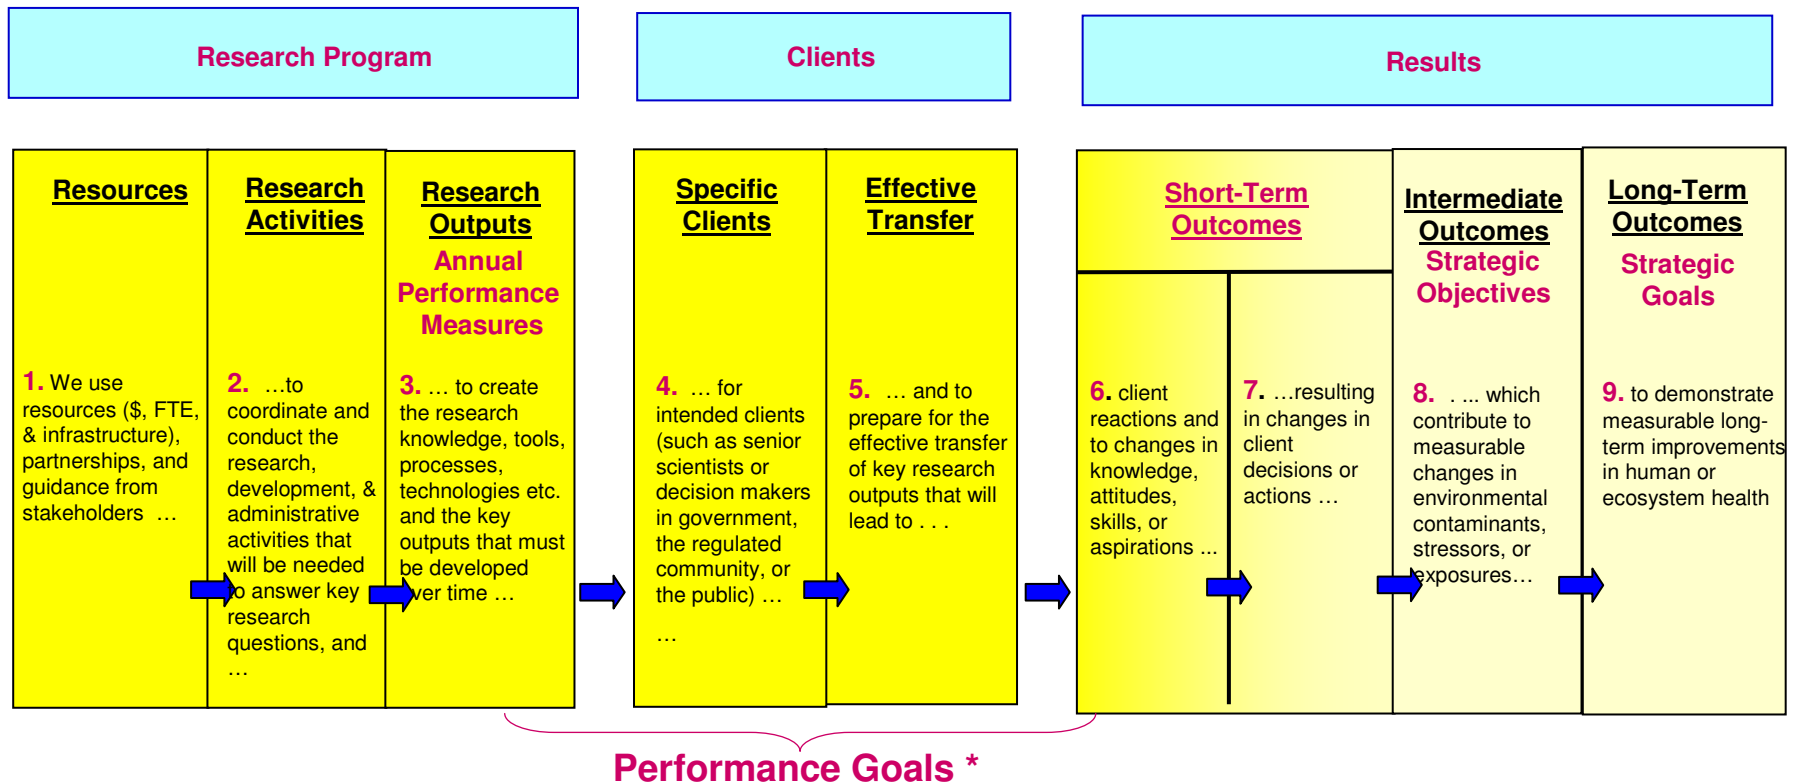 Research Program
Clients
Results
Resources
1. We use
resources ($, FTE,
& infrastructure),
partnerships, and
guidance from
stakeholders …
Research
Activities
2. …to
coordinate and
conduct the
research,
development, &
administrative
activities that
will be needed
to answer key
research
questions, and
…
Research
Outputs
Annual
Performance
Measures
3. … to create
the research
knowledge, tools,
processes,
technologies etc.
and the key
outputs that must
be developed
over time …
Specific
Clients
4. … for
intended clients
(such as senior
scientists or
decision makers
in government,
the regulated
community, or
the public) …
…
Effective
Transfer
5. … and to
prepare for the
effective transfer
of key research
outputs that will
lead to . . .
Short-Term
Outcomes
6. client
reactions and
to changes in
knowledge,
attitudes,
skills, or
aspirations ...
7. …resulting
in changes in
client
decisions or
actions …
Intermediate
Outcomes
Strategic
Objectives
8. . ... which
contribute to
measurable
changes in
environmental
contaminants,
stressors, or
exposures…
Long-Term
Outcomes
Strategic
Goals
9. to demonstrate
measurable long-
term improvements
in human or
ecosystem health
Performance Goals *